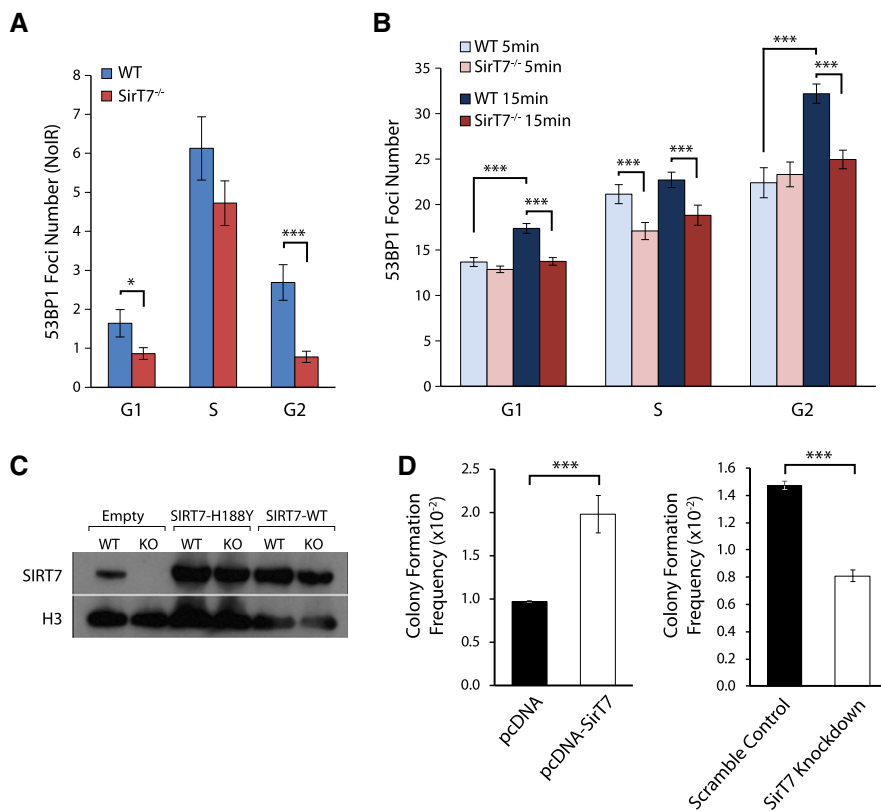 A
53BP1 Foci Number (NoIR)
8
7
6
5
4
3
2
1
0
WT
SirT7-/-
*
***
G1
S
G2
B
53BP1 Foci Number
35
30
25
20
15
10
5
0
WT 5min
SirT7-/- 5min
WT 15min
SirT7-/- 15min
***
***
***
***
***
***
G1
S
G2
C
Empty
SIRT7-H188Y
SIRT7-WT
WT
KO
WT
KO
WT
KO
SIRT7
H3
D
Colony Formation
Frequency (x10-2)
2.5
2.0
1.5
1.0
0.5
0.0
***
pcDNA
pcDNA-SirT7
Colony Formation
Frequency (x10-2)
1.6
1.4
1.2
1.0
0.8
0.6
0.4
0.2
0.0
***
Scramble Control
SirT7 Knockdown